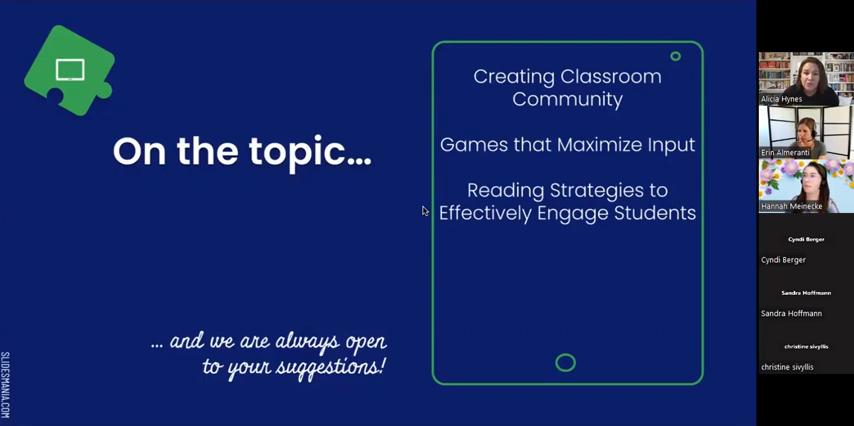 On the topic...
Creating Classroom
Community
Games that Maximize Input
Reading Strategies to
Effectively Engage Students
... and we are always open
to your suggestions!
SLIDESMANIA.COM
Alicia Hynes
Erin Almeranti
Hannah Meinecke
Cyndi Berger
Cyndi Berger
Sandra Hoffmann
Sandra Hoffmann
christine sivyllis
christine sivyllis